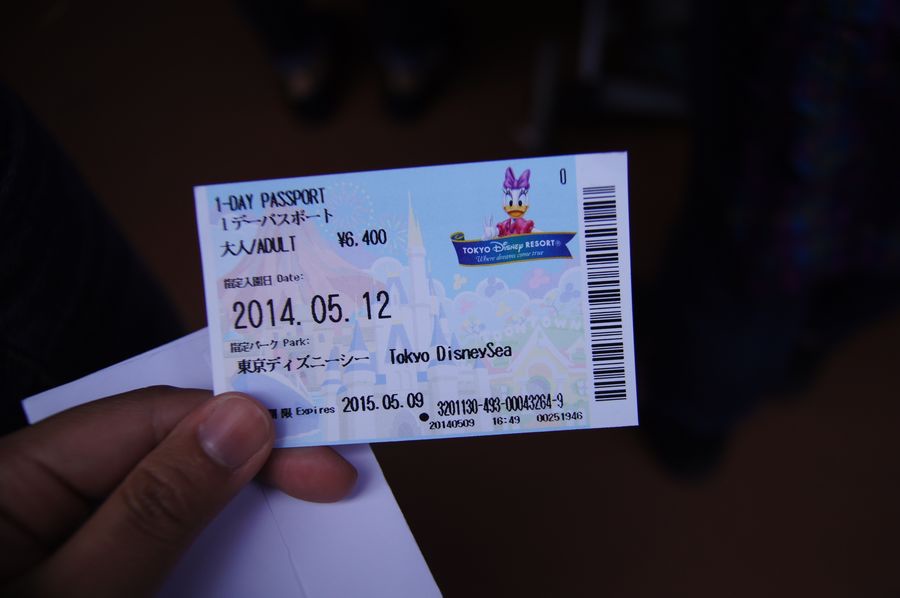 1-DAY PASSPORT
1デーパスポート
大人/ADULT ¥6,400
0
TOKYO Disney RESORT®
Where dreams come true
指定入園日 Date:
2014.05.12
指定パーク Park:
東京ディズニーシー Tokyo DisneySea
限 Expires 2015.05.09
3201130-493-00043264-9
20140509 16:49 00251946